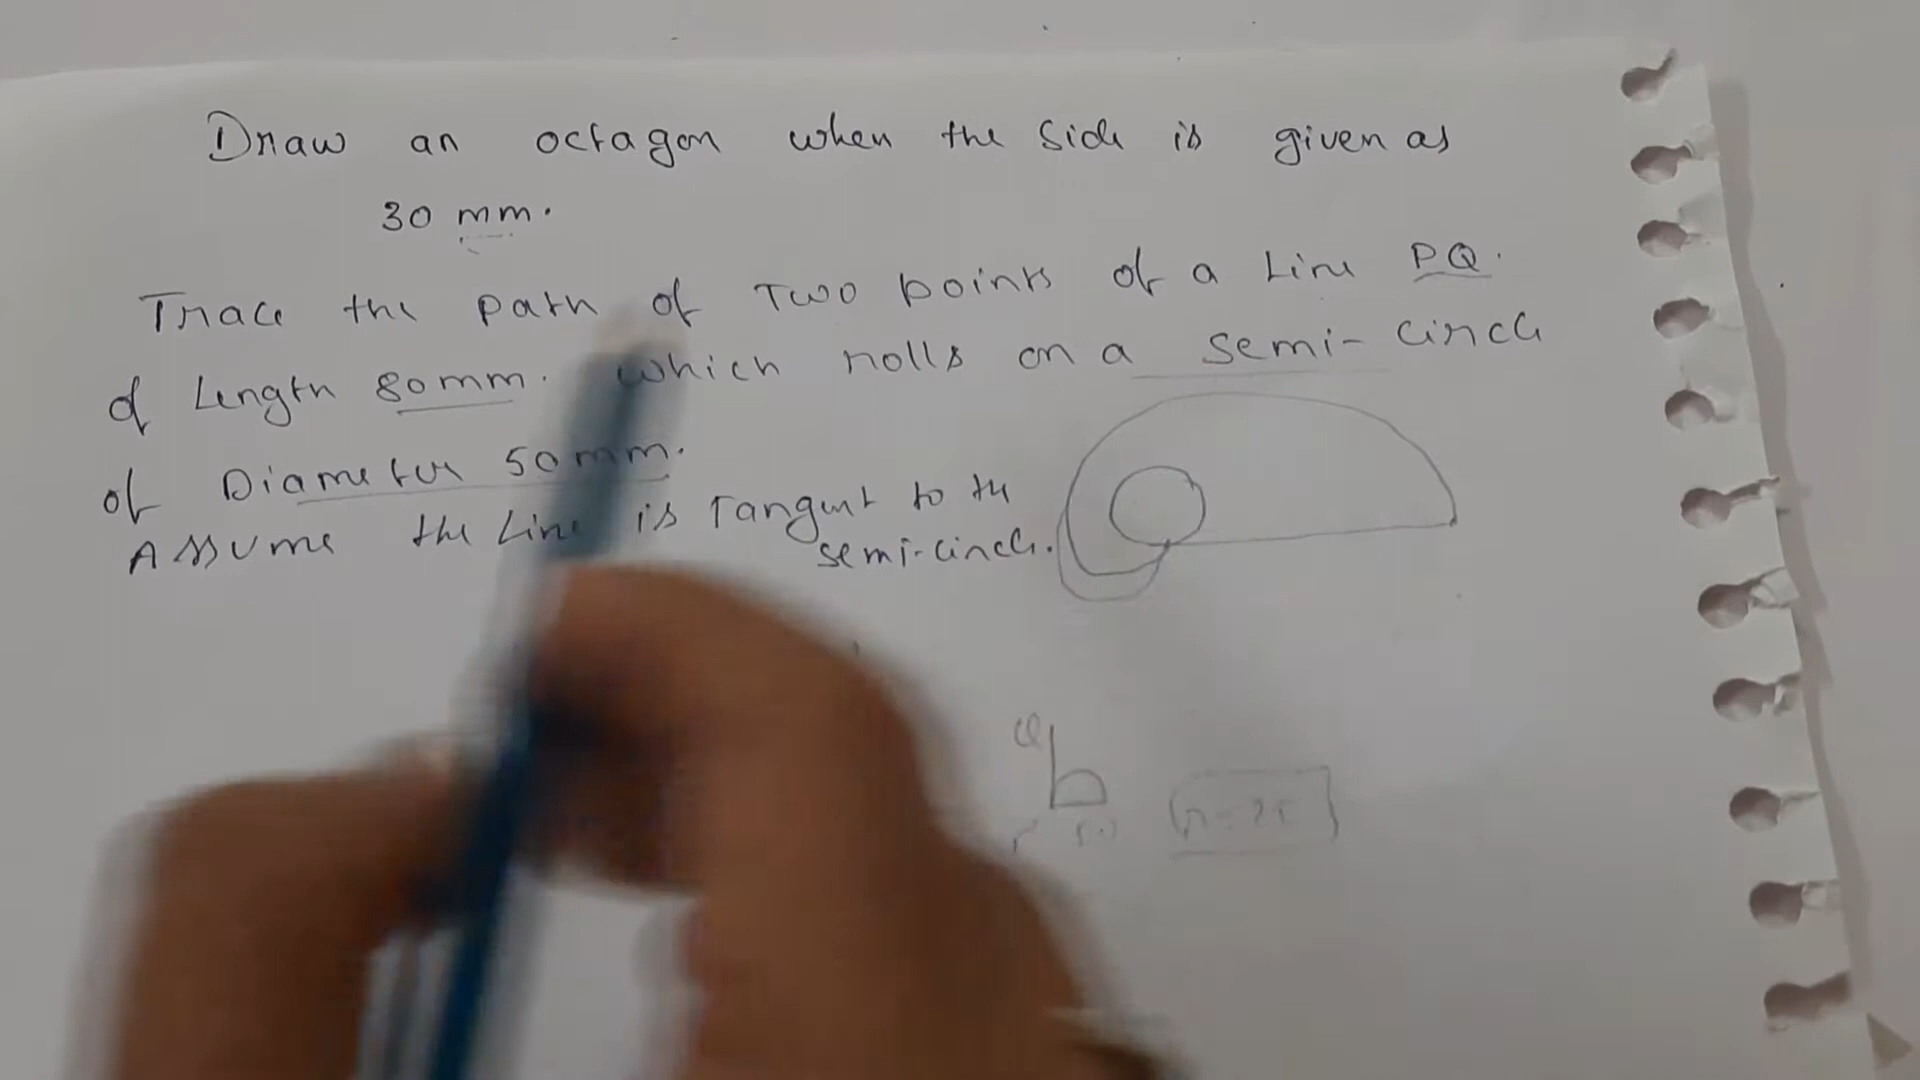 Draw an octagon when the side is given as
30 mm.
Trace the path of Two points of a Line PQ.
of Length 80mm. which rolls on a semi-circle
of Diameter 50mm.
Assume the Line is Tangent to the
semi-circle.
Q